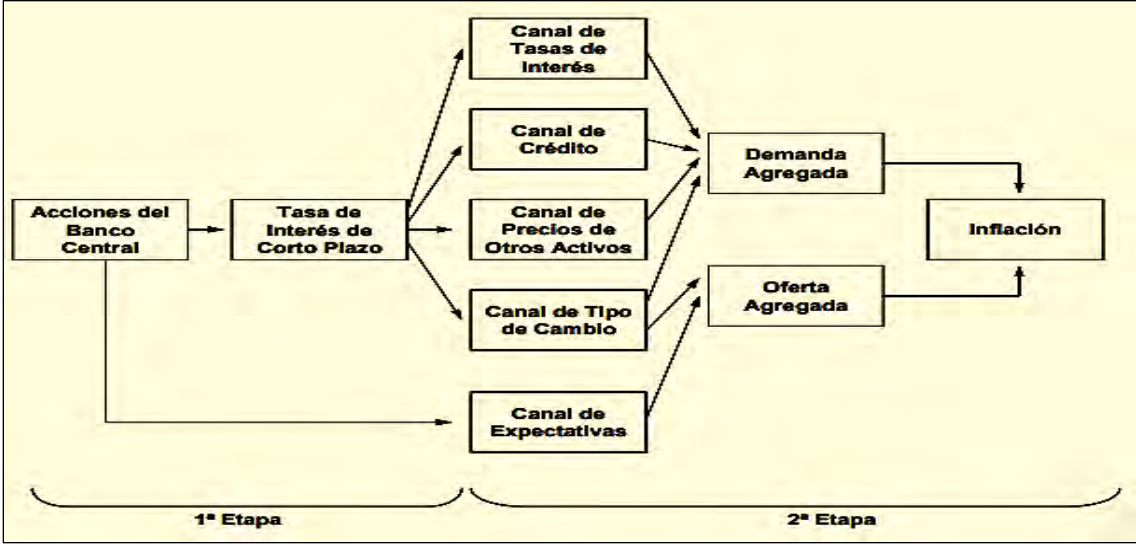 Canal de
Tasas de
Interés
Canal de
Crédito
Demanda
Agregada
Acciones del
Banco
Central
Tasa de
Interés de
Corto Plazo
Canal de
Precios de
Otros Activos
Inflación
Oferta
Agregada
Canal de Tipo
de Cambio
Canal de
Expectativas
1ª Etapa
2ª Etapa